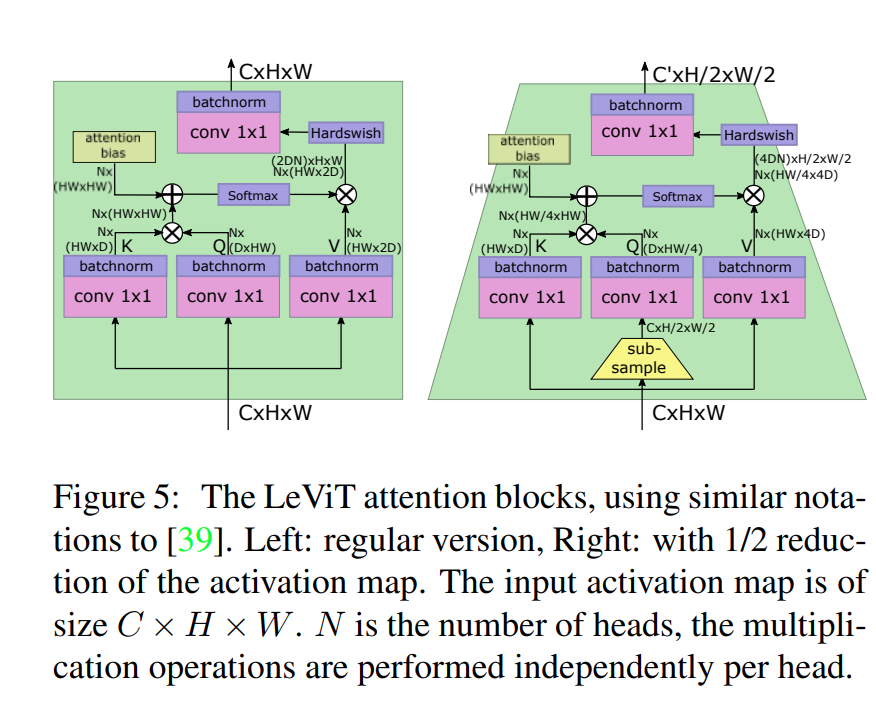 CxHxW
batchnorm
conv 1x1
Hardswish
attention
bias
(2DN)xHxW
Nx(HWx2D)
Nx
(HWxHW)
Softmax
Nx(HWxHW)
Nx
(HWxD)
K
Nx
Q
(DxHW)
V
Nx
(HWx2D)
batchnorm
batchnorm
batchnorm
conv 1x1
conv 1x1
conv 1x1
CxHxW
C'xH/2xW/2
batchnorm
conv 1x1
Hardswish
attention
bias
(4DN)xH/2xW/2
Nx(HW/4x4D)
Nx
(HWxHW)
Softmax
Nx(HW/4xHW)
Nx
(HWxD)
K
Nx
Q
(DxHW/4)
V
Nx(HWx4D)
batchnorm
batchnorm
batchnorm
conv 1x1
conv 1x1
conv 1x1
CxH/2xW/2
sub-
sample
CxHxW
Figure 5: The LeViT attention blocks, using similar nota-
tions to [39]. Left: regular version, Right: with 1/2 reduc-
tion of the activation map. The input activation map is of
size C × H × W. N is the number of heads, the multipli-
cation operations are performed independently per head.